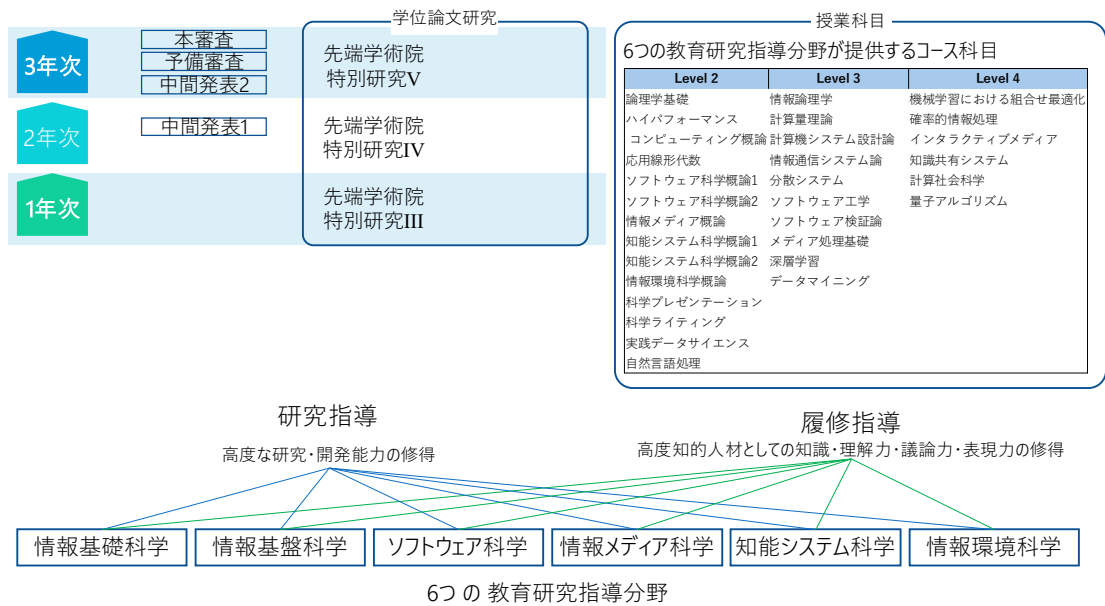 学位論文研究
3年次
本審査
予備審査
中間発表2
先端学術院
特別研究V
2年次
中間発表1
先端学術院
特別研究IV
1年次
先端学術院
特別研究III
授業科目
6つの教育研究指導分野が提供するコース科目
Level 2
論理学基礎
ハイパフォーマンス
コンピューティング概論
応用線形代数
ソフトウェア科学概論1
ソフトウェア科学概論2
情報メディア概論
知能システム科学概論1
知能システム科学概論2
情報環境科学概論
科学プレゼンテーション
科学ライティング
実践データサイエンス
自然言語処理
Level 3
情報論理学
計算量理論
計算機システム設計論
情報通信システム論
分散システム
ソフトウェア工学
ソフトウェア検証論
メディア処理基礎
深層学習
データマイニング
Level 4
機械学習における組合せ最適化
確率的情報処理
インタラクティブメディア
知識共有システム
計算社会科学
量子アルゴリズム
研究指導
高度な研究・開発能力の修得
履修指導
高度知的人材としての知識・理解力・議論力・表現力の修得
情報基礎科学
情報基盤科学
ソフトウェア科学
情報メディア科学
知能システム科学
情報環境科学
6つ の 教育研究指導分野